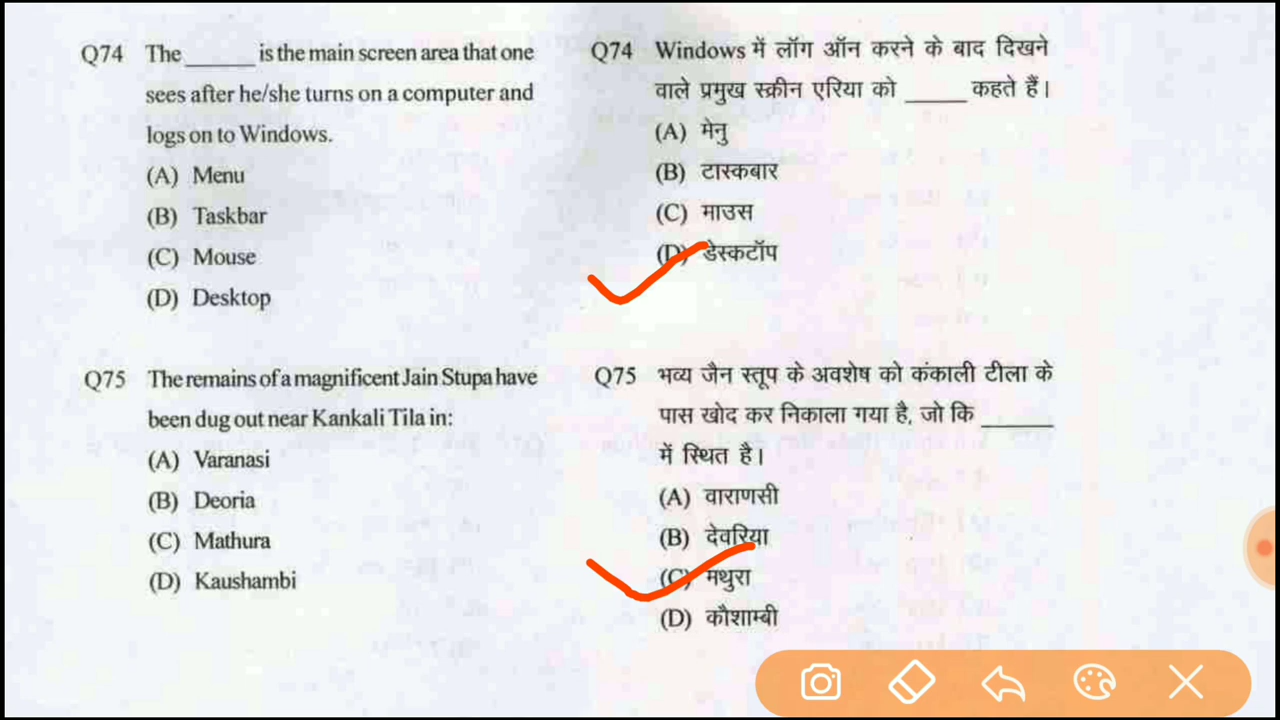 Q74 The ______ is the main screen area that one
sees after he/she turns on a computer and
logs on to Windows.
(A) Menu
(B) Taskbar
(C) Mouse
(D) Desktop
Q75 The remains of a magnificent Jain Stupa have
been dug out near Kankali Tila in:
(A) Varanasi
(B) Deoria
(C) Mathura
(D) Kaushambi
Q74 Windows में लॉग ऑन करने के बाद दिखने
वाले प्रमुख स्क्रीन एरिया को ______ कहते हैं।
(A) मेनु
(B) टास्कबार
(C) माउस
(D) डेस्कटॉप
Q75 भव्य जैन स्तूप के अवशेष को कंकाली टीला के
पास खोद कर निकाला गया है, जो कि ______
में स्थित है।
(A) वाराणसी
(B) देवरिया
(C) मथुरा
(D) कौशाम्बी